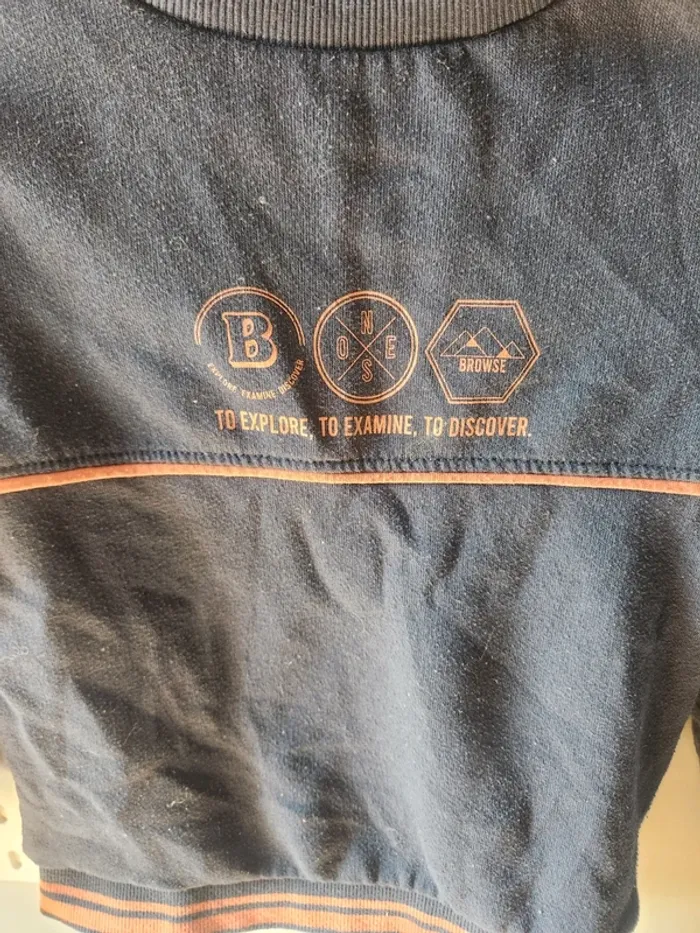 B
EXPLORE EXAMINE DISCOVER
N
O E
S
BROWSE
TO EXPLORE, TO EXAMINE, TO DISCOVER.